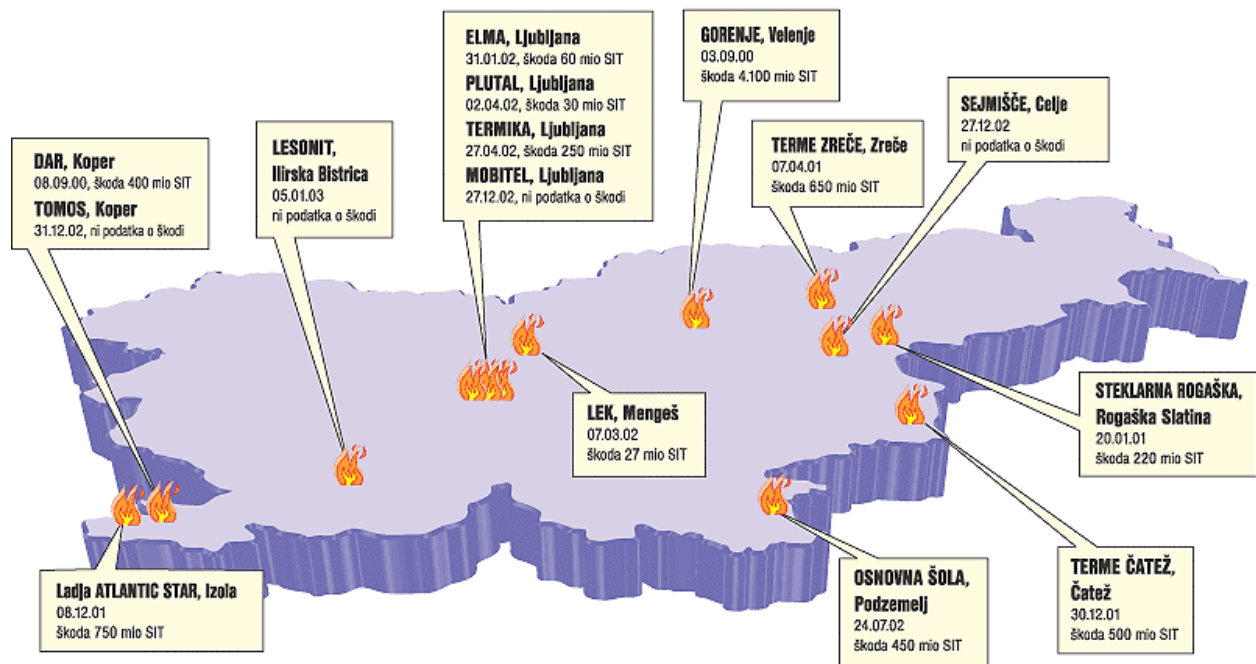 ELMA, Ljubljana
31.01.02, škoda 60 mio SIT
PLUTAL, Ljubljana
02.04.02, škoda 30 mio SIT
TERMIKA, Ljubljana
27.04.02, škoda 250 mio SIT
MOBITEL, Ljubljana
27.12.02, ni podatka o škodi
GORENJE, Velenje
03.09.00
škoda 4.100 mio SIT
SEJMIŠČE, Celje
27.12.02
ni podatka o škodi
TERME ZREČE, Zreče
07.04.01
škoda 650 mio SIT
LESONIT,
Ilirska Bistrica
05.01.03
ni podatka o škodi
DAR, Koper
08.09.00, škoda 400 mio SIT
TOMOS, Koper
31.12.02, ni podatka o škodi
LEK, Mengeš
07.03.02
škoda 27 mio SIT
STEKLARNA ROGAŠKA,
Rogaška Slatina
20.01.01
škoda 220 mio SIT
Ladja ATLANTIC STAR, Izola
08.12.01
škoda 750 mio SIT
OSNOVNA ŠOLA,
Podzemelj
24.07.02
škoda 450 mio SIT
TERME ČATEŽ,
Čatež
30.12.01
škoda 500 mio SIT